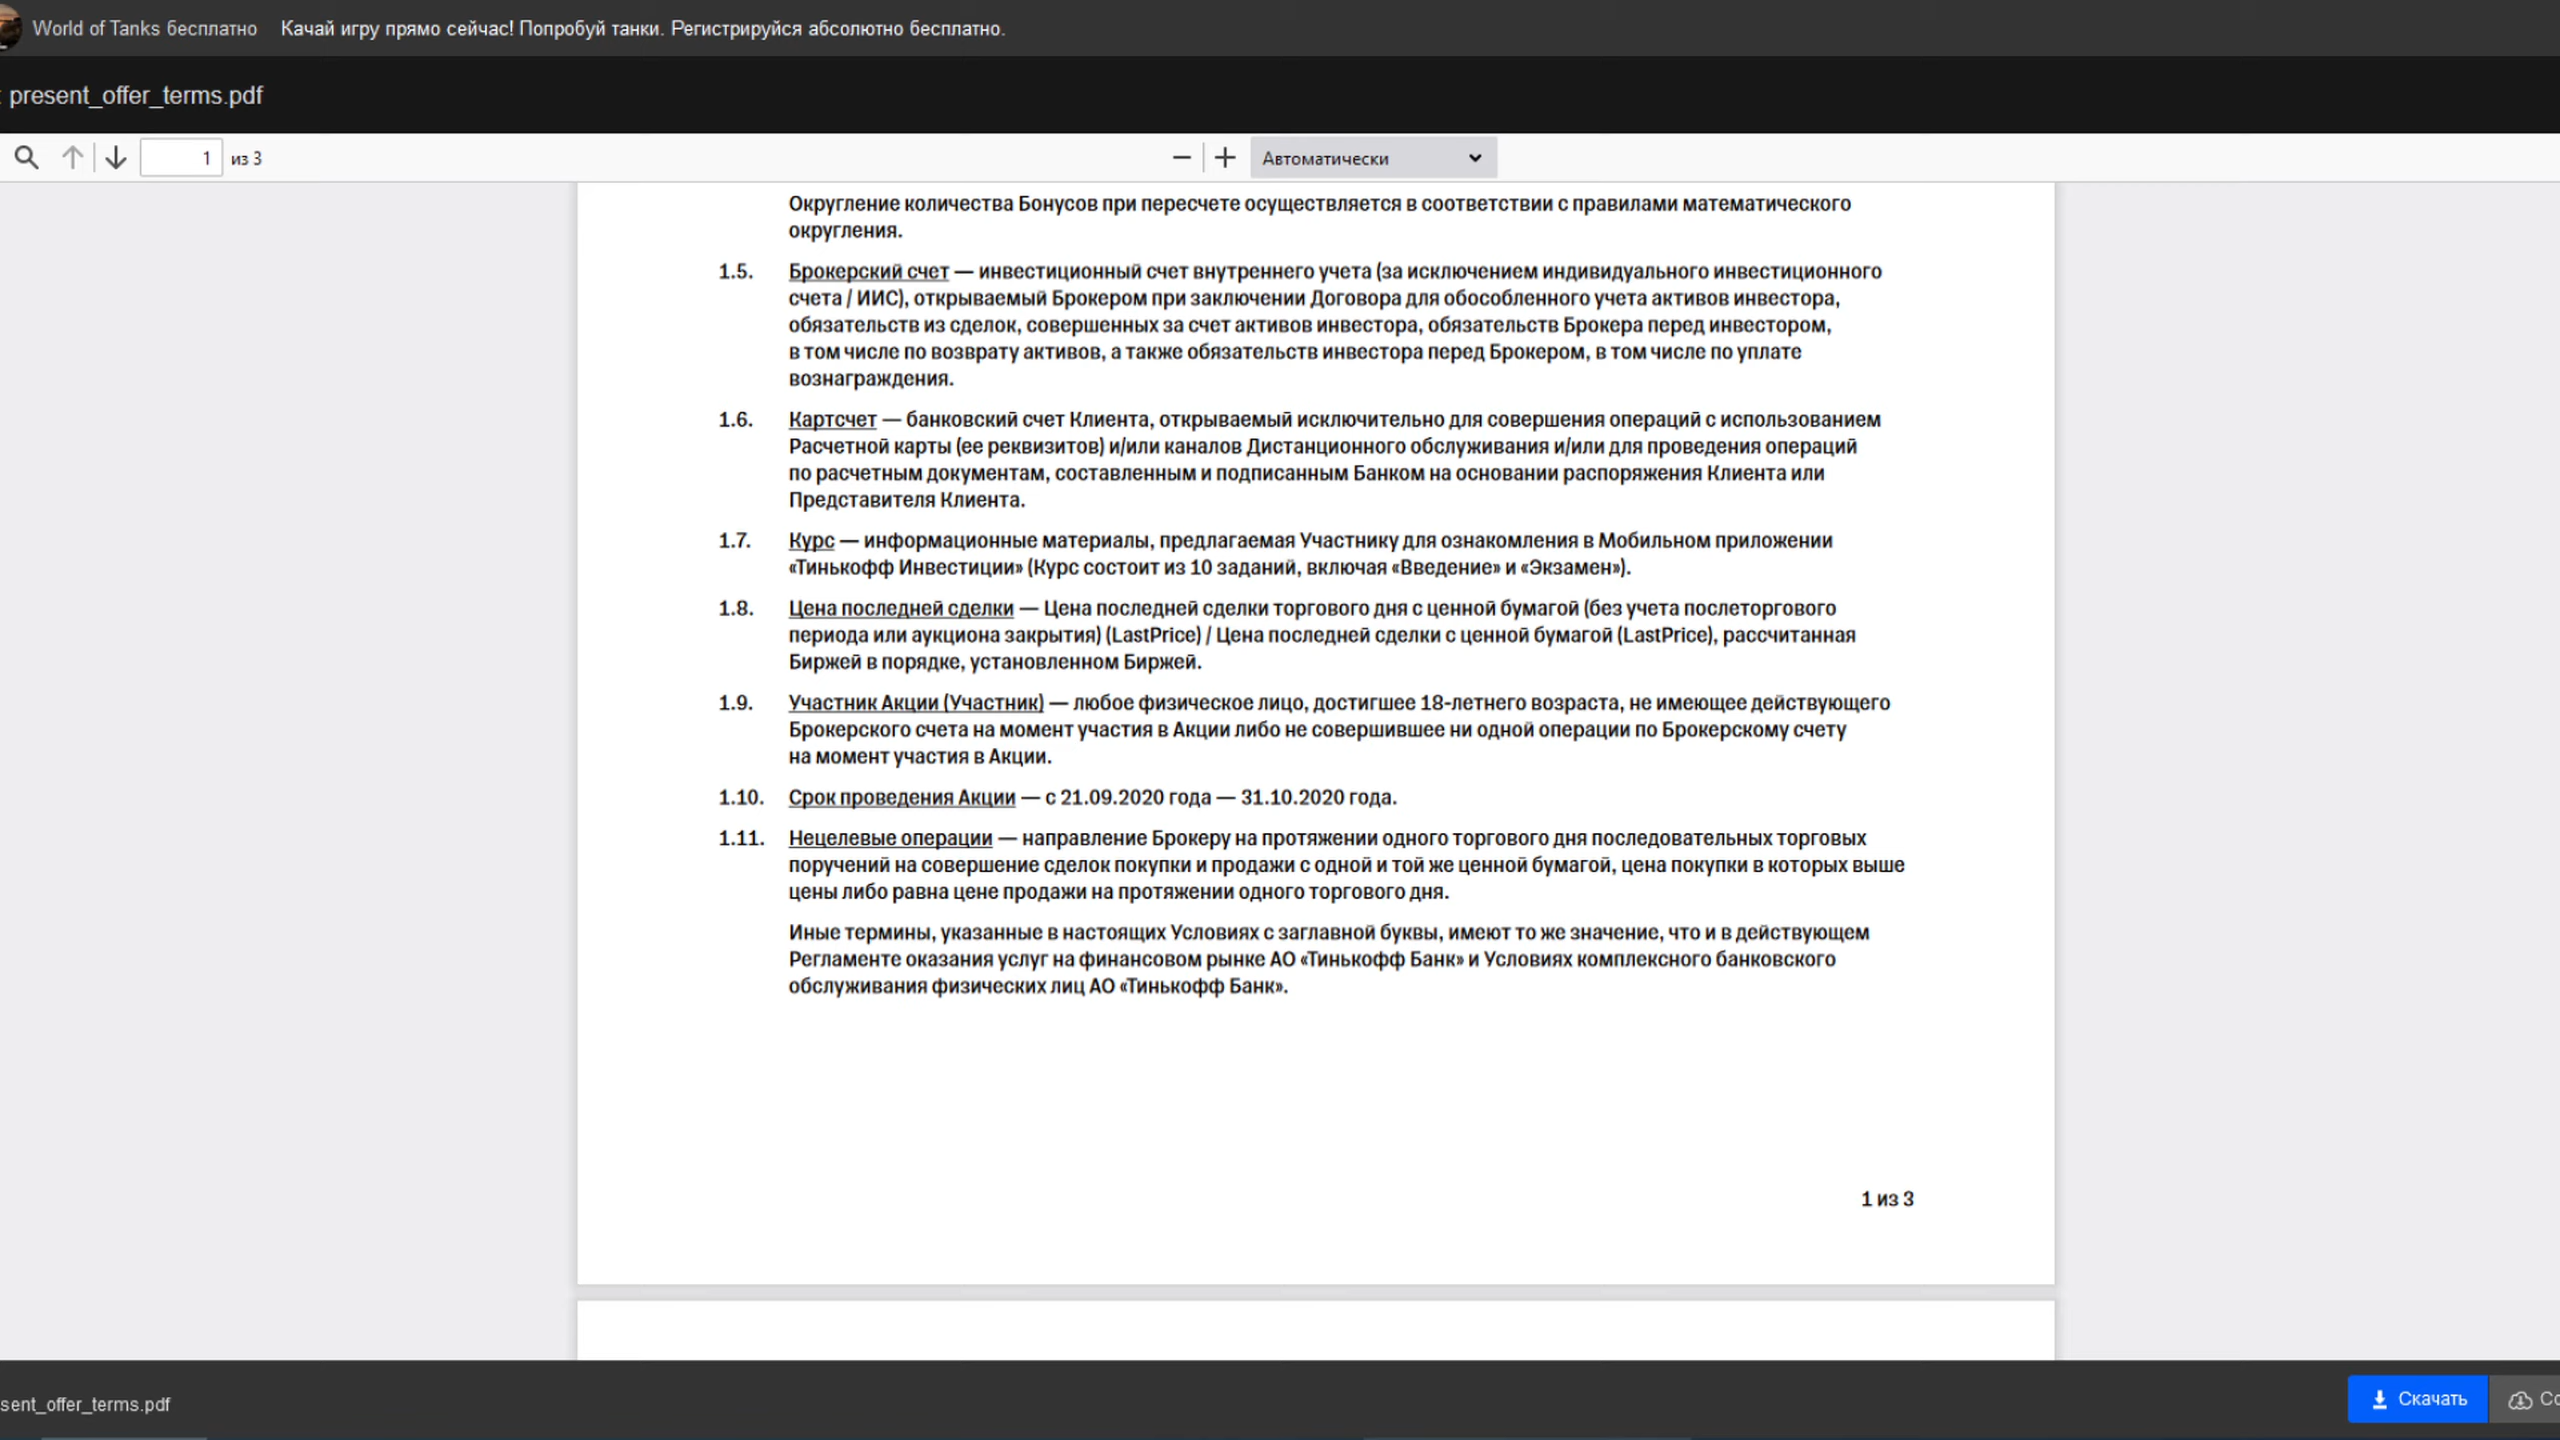 World of Tanks бесплатно Качай игру прямо сейчас! Попробуй танки. Регистрируйся абсолютно бесплатно.
present_offer_terms.pdf
1 из 3 Автоматически
Округление количества Бонусов при пересчете осуществляется в соответствии с правилами математического
округления.
1.5. Брокерский счет — инвестиционный счет внутреннего учета (за исключением индивидуального инвестиционного
счета / ИИС), открываемый Брокером при заключении Договора для обособленного учета активов инвестора,
обязательств из сделок, совершенных за счет активов инвестора, обязательств Брокера перед инвестором,
в том числе по возврату активов, а также обязательств инвестора перед Брокером, в том числе по уплате
вознаграждения.
1.6. Картсчет — банковский счет Клиента, открываемый исключительно для совершения операций с использованием
Расчетной карты (ее реквизитов) и/или каналов Дистанционного обслуживания и/или для проведения операций
по расчетным документам, составленным и подписанным Банком на основании распоряжения Клиента или
Представителя Клиента.
1.7. Курс — информационные материалы, предлагаемая Участнику для ознакомления в Мобильном приложении
«Тинькофф Инвестиции» (Курс состоит из 10 заданий, включая «Введение» и «Экзамен»).
1.8. Цена последней сделки — Цена последней сделки торгового дня с ценной бумагой (без учета послеторгового
периода или аукциона закрытия) (LastPrice) / Цена последней сделки с ценной бумагой (LastPrice), рассчитанная
Биржей в порядке, установленном Биржей.
1.9. Участник Акции (Участник) — любое физическое лицо, достигшее 18-летнего возраста, не имеющее действующего
Брокерского счета на момент участия в Акции либо не совершившее ни одной операции по Брокерскому счету
на момент участия в Акции.
1.10. Срок проведения Акции — с 21.09.2020 года — 31.10.2020 года.
1.11. Нецелевые операции — направление Брокеру на протяжении одного торгового дня последовательных торговых
поручений на совершение сделок покупки и продажи с одной и той же ценной бумагой, цена покупки в которых выше
цены либо равна цене продажи на протяжении одного торгового дня.
Иные термины, указанные в настоящих Условиях с заглавной буквы, имеют то же значение, что и в действующем
Регламенте оказания услуг на финансовом рынке АО «Тинькофф Банк» и Условиях комплексного банковского
обслуживания физических лиц АО «Тинькофф Банк».
1 из 3
sent_offer_terms.pdf Скачать Со